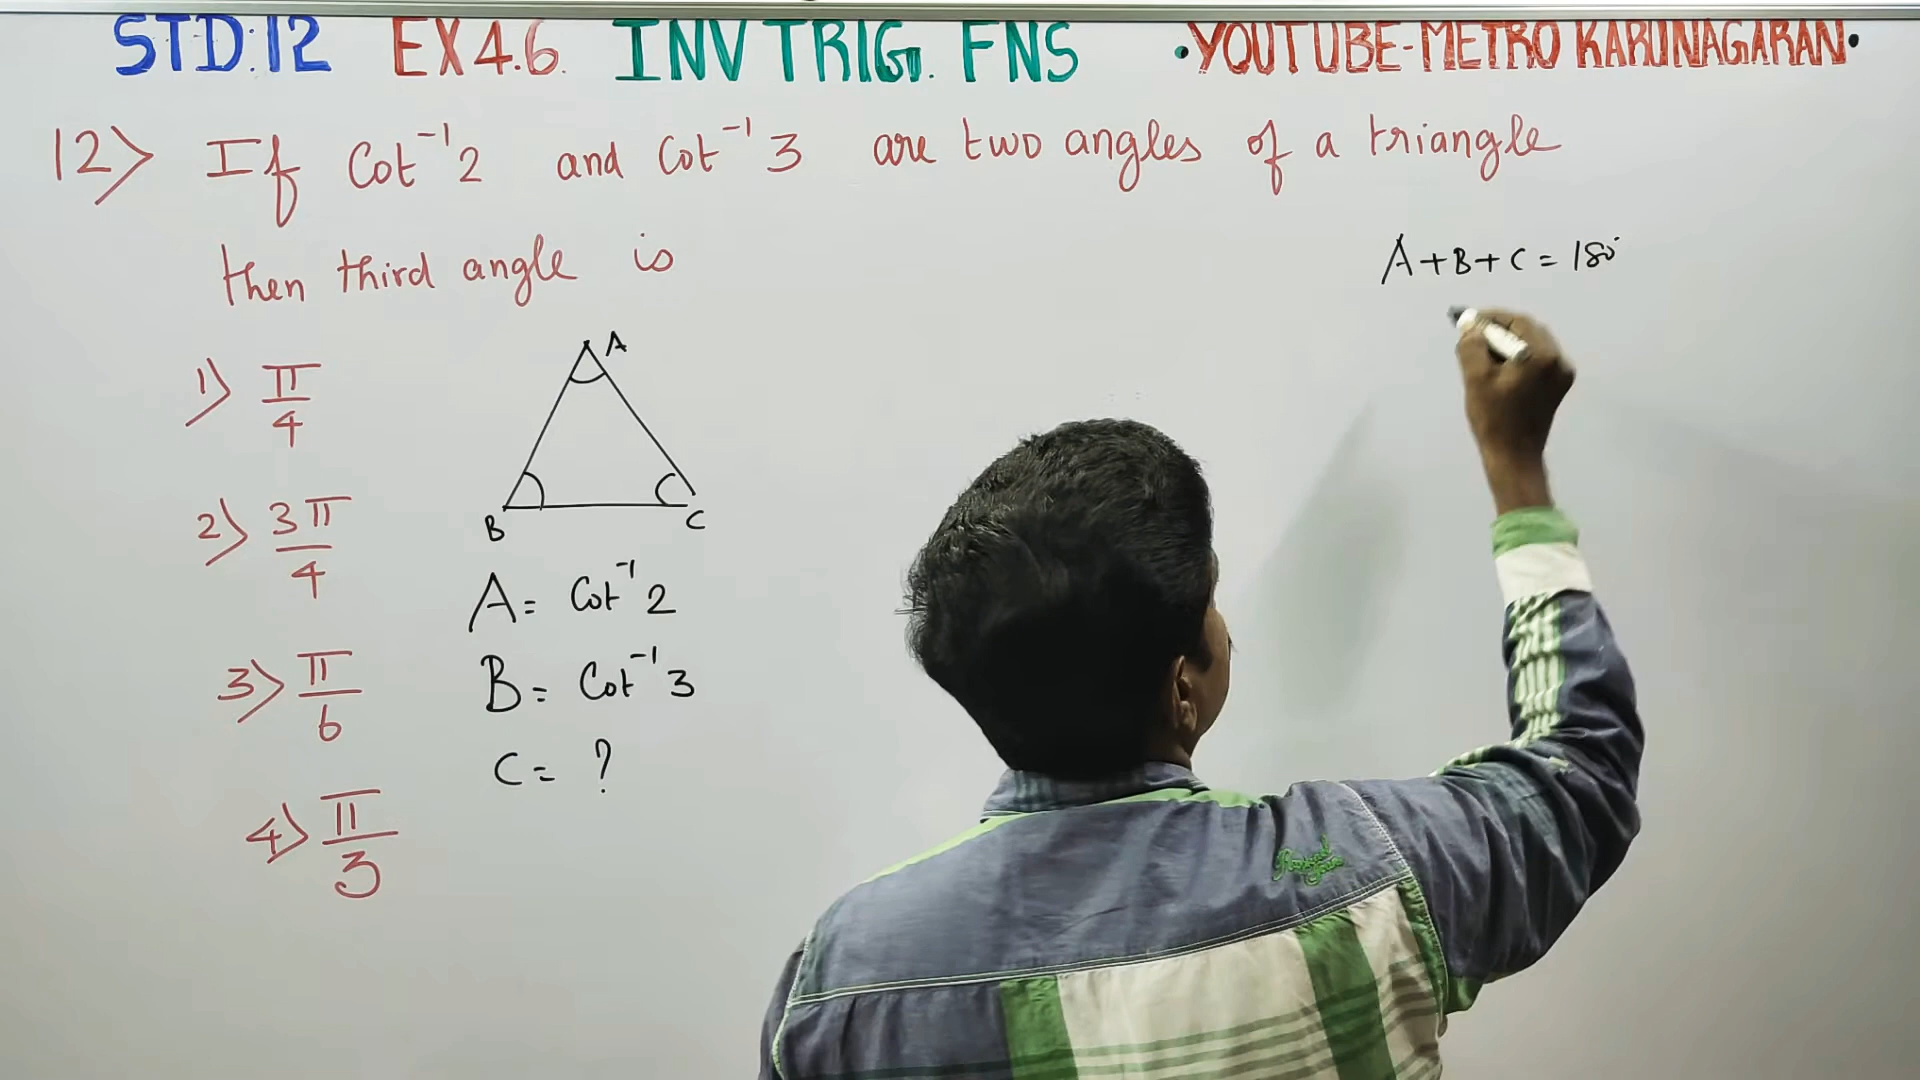 STD:12 EX 4.6. INV TRIG. FNS •YOUTUBE-METRO KARUNAGARAN•
12> If Cot⁻¹2 and Cot⁻¹3 are two angles of a triangle
then third angle is
A+B+C = 180°
1) π/4
2) 3π/4
3) π/6
4) π/3
A
B
C
A = Cot⁻¹2
B = Cot⁻¹3
C = ?